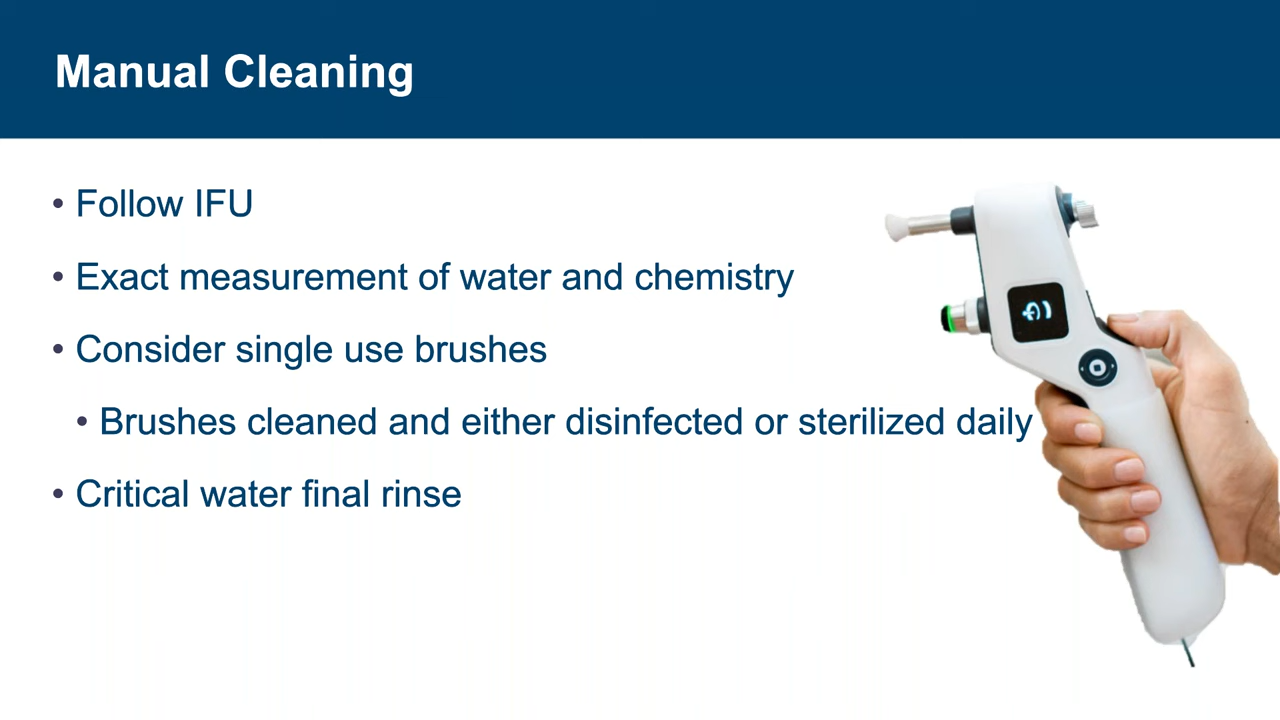 Manual Cleaning
• Follow IFU
• Exact measurement of water and chemistry
• Consider single use brushes
• Brushes cleaned and either disinfected or sterilized daily
• Critical water final rinse